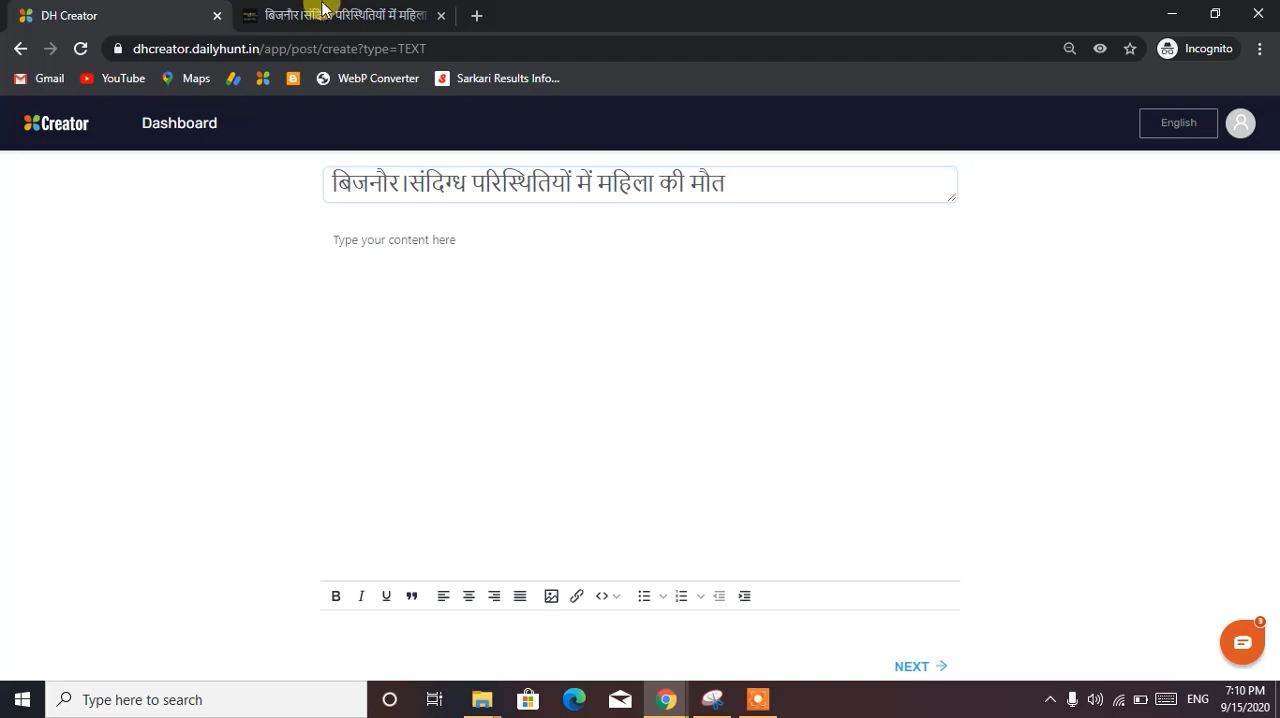 DH Creator
बिजनौर।संदिग्ध परिस्थितियों में महिला
dhcreator.dailyhunt.in/app/post/create?type=TEXT
Incognito
Gmail
YouTube
Maps
WebP Converter
Sarkari Results Info...
Creator
Dashboard
English
बिजनौर।संदिग्ध परिस्थितियों में महिला की मौत
Type your content here
B I U
3
NEXT
Type here to search
ENG
7:10 PM
9/15/2020